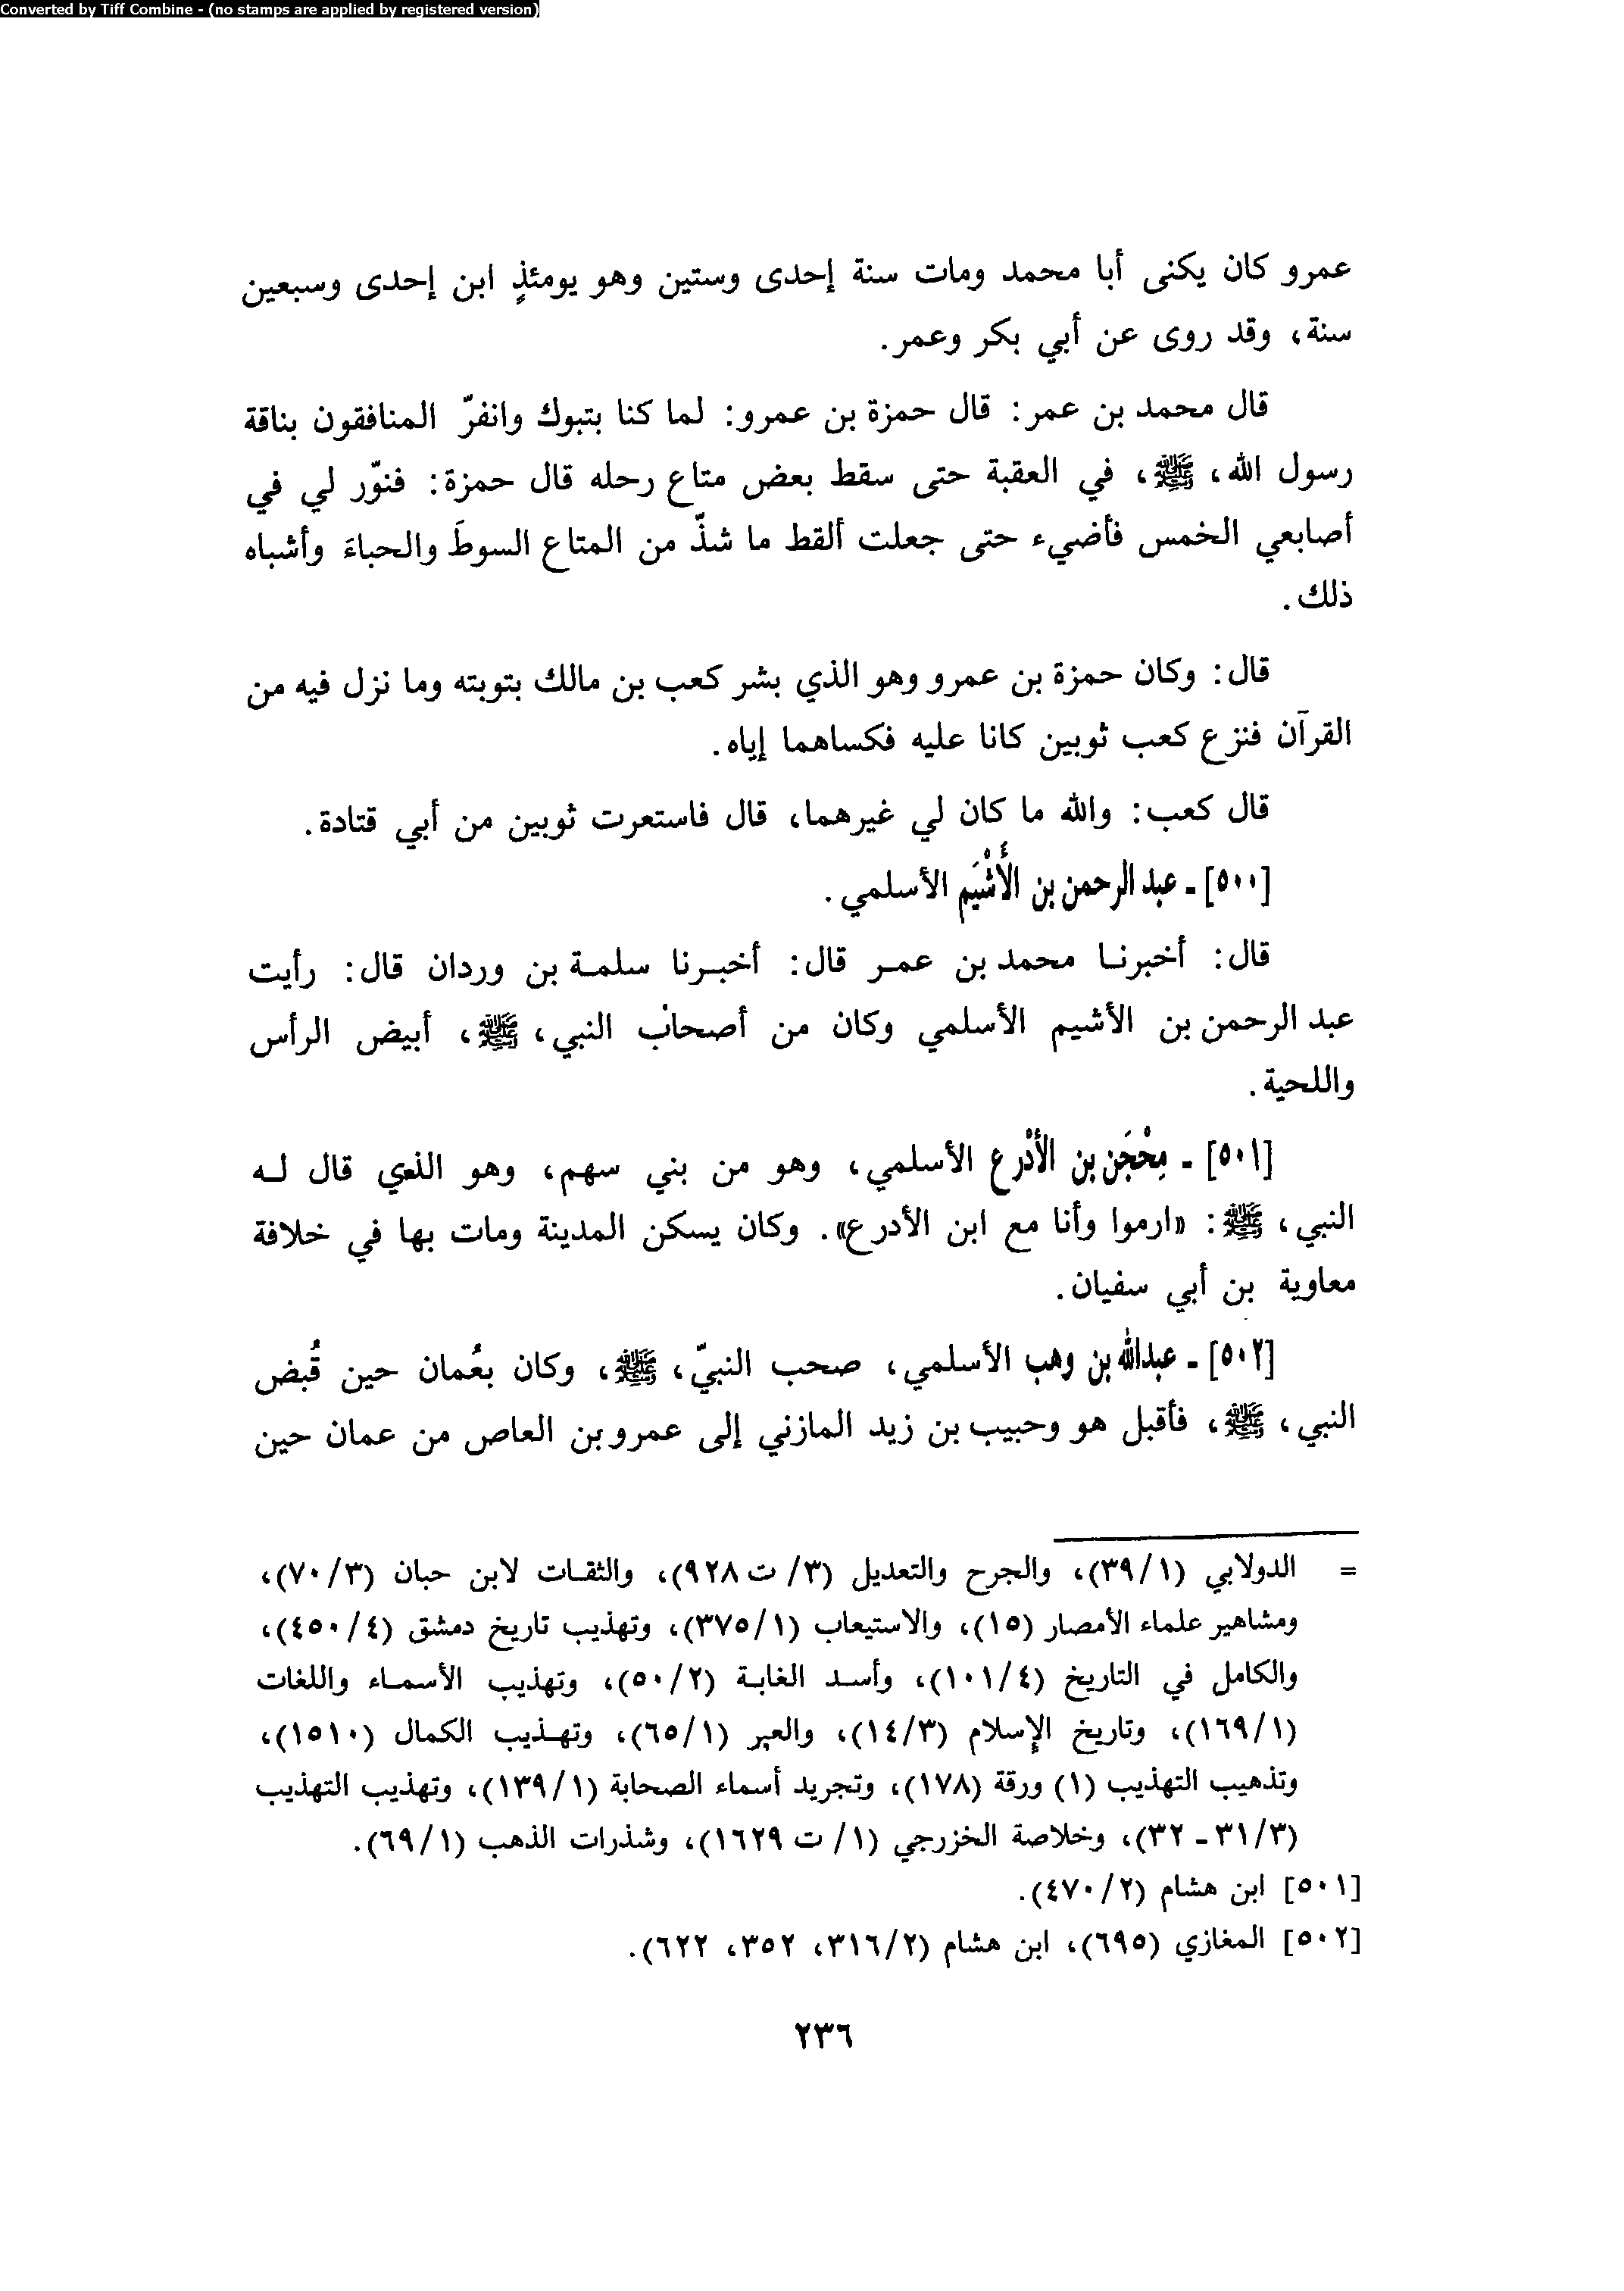 Converted by Tiff Combine - (no stamps are applied by registered version)
عمرو كان يكنى أبا محمد ومات سنة إحدى وستين وهو يومئذٍ ابن إحدى وسبعين
سنة، وقد روى عن أبي بكر وعمر.
قال محمد بن عمر: قال حمزة بن عمرو: لما كنا بتبوك وانفرّ المنافقون بناقة
رسول الله، ﷺ، في العقبة حتى سقط بعض متاع رحله قال حمزة: فنوّر لي في
أصابعي الخمس فأضيء حتى جعلت ألقط ما شذّ من المتاع السوطَ والحباءَ وأشباه
ذلك.
قال: وكان حمزة بن عمرو وهو الذي بشر كعب بن مالك بتوبته وما نزل فيه من
القرآن فنزع كعب ثوبين كانا عليه فكساهما إياه.
قال كعب: والله ما كان لي غيرهما، قال فاستعرت ثوبين من أبي قتادة.
[٥٠٠] - عبد الرحمن بن الأُشْيَم الأسلمي.
قال: أخبرنا محمد بن عمر قال: أخبرنا سلمة بن وردان قال: رأيت
عبد الرحمن بن الأشيم الأسلمي وكان من أصحاب النبي، ﷺ، أبيض الرأس
واللحية.
[٥٠١] - مِحْجَن بن الأدْرع الأسلمي، وهو من بني سهم، وهو الذي قال له
النبي، ﷺ: «ارموا وأنا مع ابن الأدرع». وكان يسكن المدينة ومات بها في خلافة
معاوية بن أبي سفيان.
[٥٠٢] - عبدالله بن وهب الأسلمي، صحب النبيّ، ﷺ، وكان بعُمان حين قُبض
النبي، ﷺ، فأقبل هو وحبيب بن زيد المازني إلى عمرو بن العاص من عمان حين
= الدولابي (٣٩/١)، والجرح والتعديل (٣/ ت ٩٢٨)، والثقات لابن حبان (٧٠/٣)،
ومشاهير علماء الأمصار (١٥)، والاستيعاب (٣٧٥/١)، وتهذيب تاريخ دمشق (٤٥٠/٤)،
والكامل في التاريخ (١٠١/٤)، وأسد الغابة (٥٠/٢)، وتهذيب الأسماء واللغات
(١٦٩/١)، وتاريخ الإسلام (١٤/٣)، والعبر (٦٥/١)، وتهذيب الكمال (١٥١٠)،
وتذهيب التهذيب (١) ورقة (١٧٨)، وتجريد أسماء الصحابة (١٣٩/١)، وتهذيب التهذيب
(٣١/٣ - ٣٢)، وخلاصة الخزرجي (١/ ت ١٦٢٩)، وشذرات الذهب (٦٩/١).
[٥٠١] ابن هشام (٤٧٠/٢).
[٥٠٢] المغازي (٦٩٥)، ابن هشام (٣١٦/٢، ٣٥٢، ٦٢٢).
٢٣٦